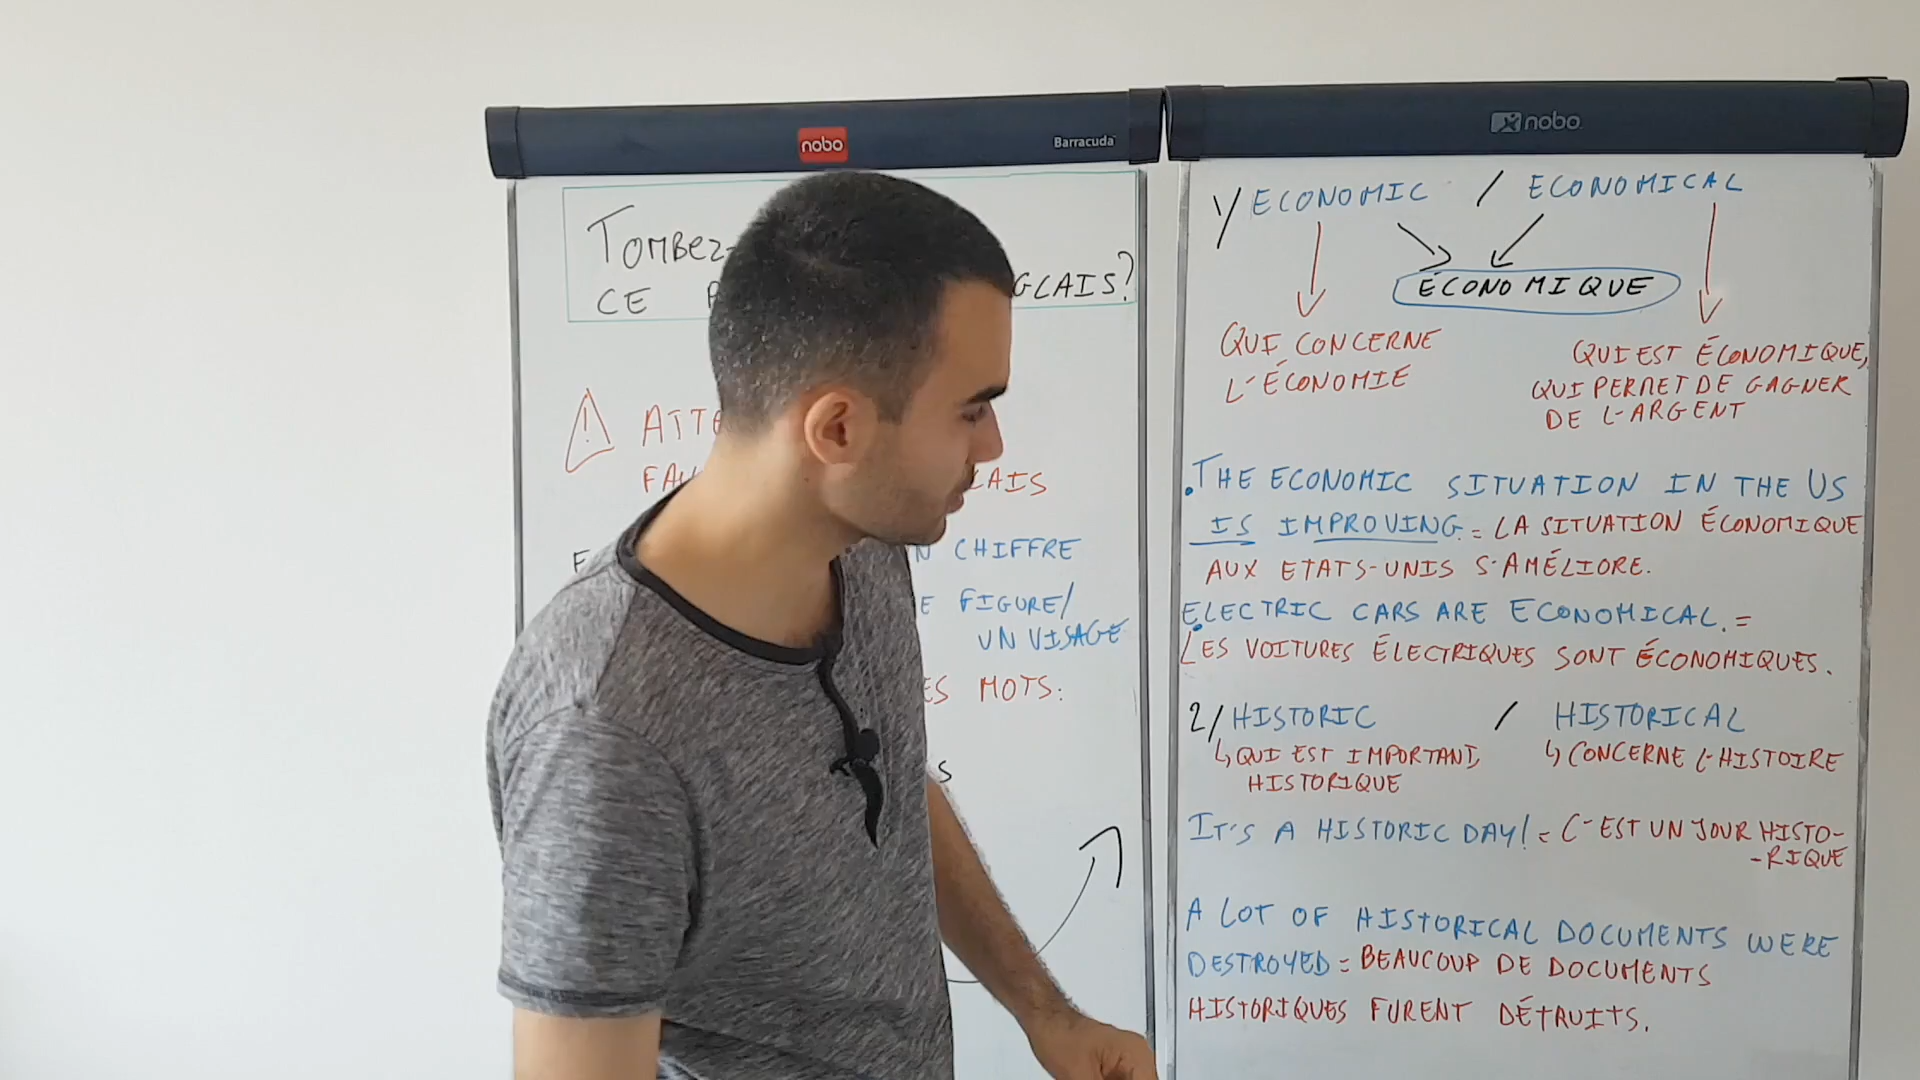 nobo
Barracuda
TOMBEZ-
CE GLAIS?
ATTE
FAU LAIS
N CHIFFRE
E FIGURE/
UN VISAGE
ES MOTS:
S
nobo
1/ ECONOMIC / ECONOMICAL
ÉCONOMIQUE
QUI CONCERNE
L'ÉCONOMIE
QUI EST ÉCONOMIQUE,
QUI PERMET DE GAGNER
DE L'ARGENT
. THE ECONOMIC SITUATION IN THE US
IS IMPROVING. = LA SITUATION ÉCONOMIQUE
AUX ETATS-UNIS S'AMÉLIORE.
. ELECTRIC CARS ARE ECONOMICAL. =
LES VOITURES ÉLECTRIQUES SONT ÉCONOMIQUES.
2/ HISTORIC / HISTORICAL
↳ QUI EST IMPORTANT, ↳ CONCERNE L'HISTOIRE
HISTORIQUE
IT'S A HISTORIC DAY! = C'EST UN JOUR HISTO-
-RIQUE
A LOT OF HISTORICAL DOCUMENTS WERE
DESTROYED = BEAUCOUP DE DOCUMENTS
HISTORIQUES FURENT DÉTRUITS.